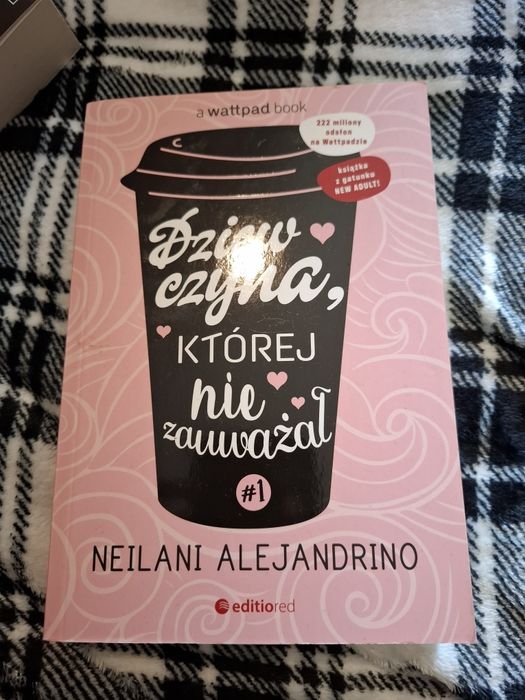 a wattpad book
222 miliony
odsłon
na Wattpadzie
książka
z gatunku
NEW ADULT!
Dziew
czyna,
KTÓREJ
nie
zauważał
#1
NEILANI ALEJANDRINO
editiored